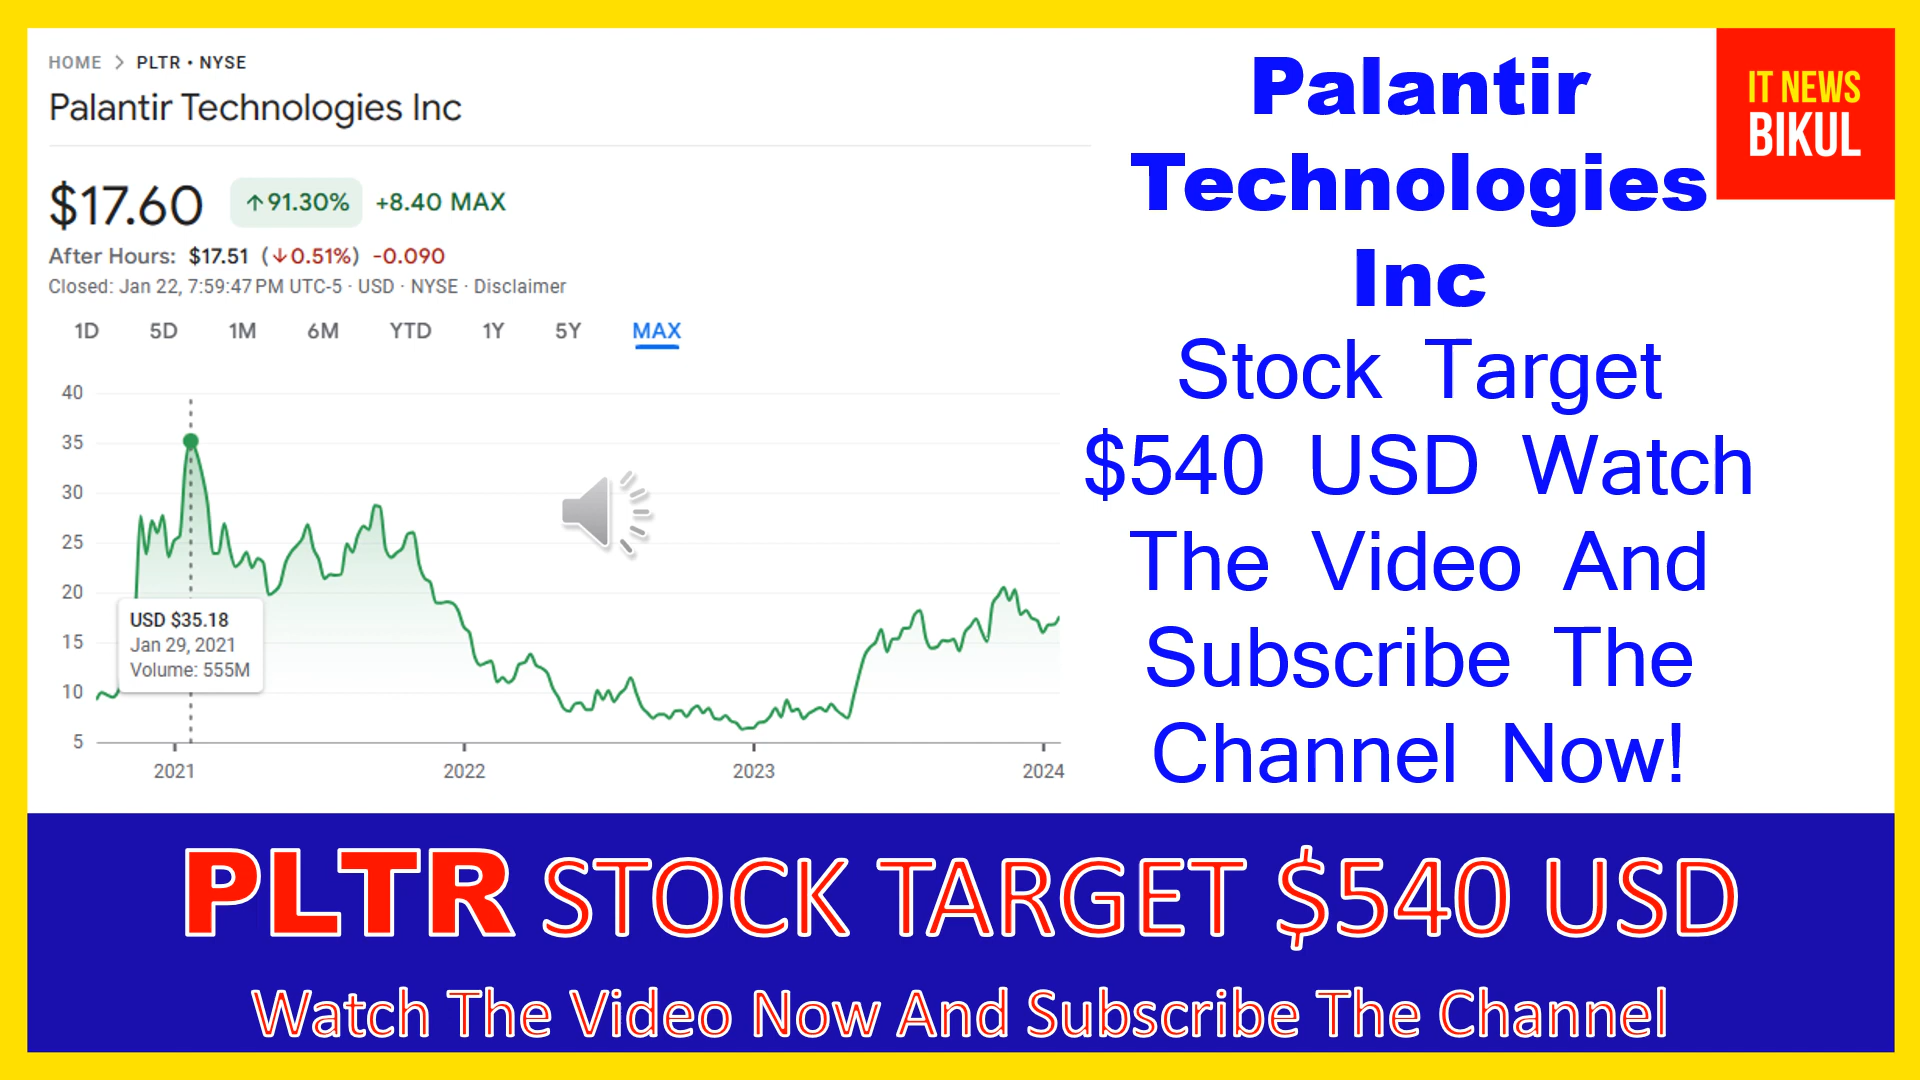 HOME > PLTR • NYSE
Palantir Technologies Inc
$17.60 ↑91.30% +8.40 MAX
After Hours: $17.51 (↓0.51%) -0.090
Closed: Jan 22, 7:59:47 PM UTC-5 · USD · NYSE · Disclaimer
1D 5D 1M 6M YTD 1Y 5Y MAX
40
35
30
25
20
15
10
5
USD $35.18
Jan 29, 2021
Volume: 555M
2021 2022 2023 2024
Palantir
Technologies
Inc
Stock Target
$540 USD Watch
The Video And
Subscribe The
Channel Now!
IT NEWS
BIKUL
PLTR STOCK TARGET $540 USD
Watch The Video Now And Subscribe The Channel